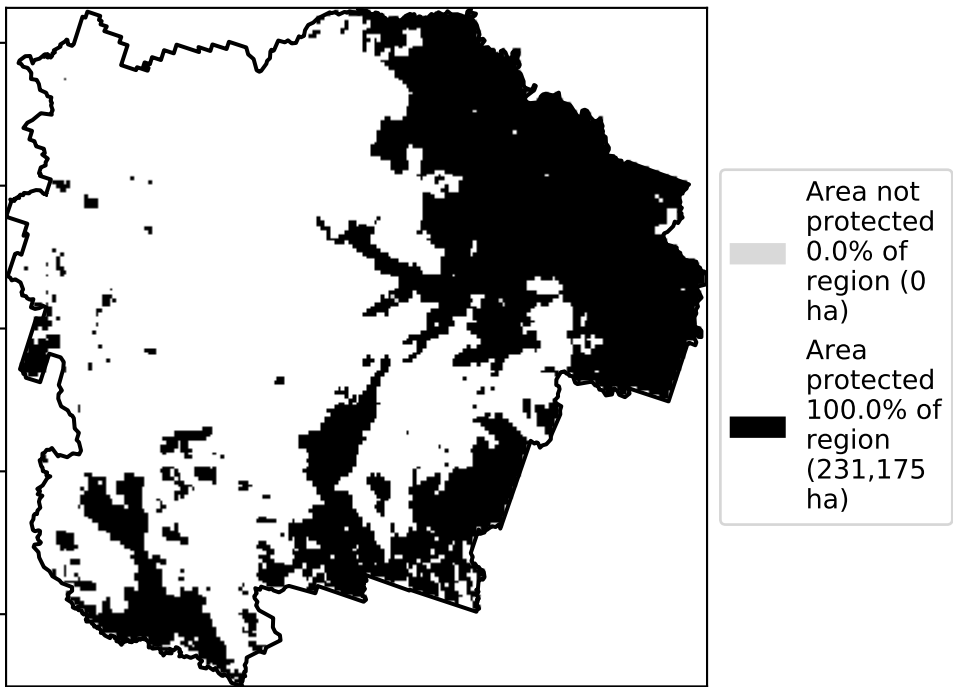 Area not
protected
0.0% of
region (0
ha)
Area
protected
100.0% of
region
(231,175
ha)